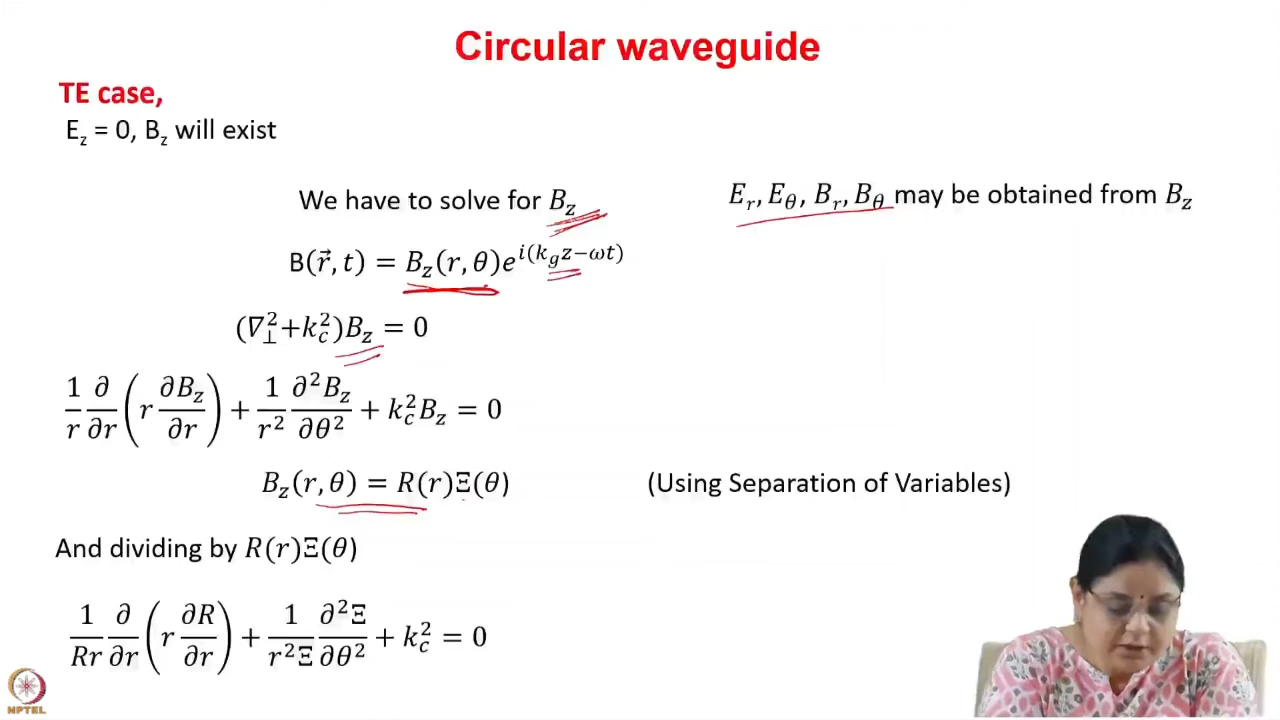 Circular waveguide
TE case,
E_z = 0, B_z will exist
We have to solve for B_z
E_r, E_θ, B_r, B_θ may be obtained from B_z
B(r⃗, t) = B_z(r, θ)e^{i(k_g z−ωt)}
(∇_⊥^2+k_c^2)B_z = 0
1/r ∂/∂r (r ∂B_z/∂r) + 1/r^2 ∂^2B_z/∂θ^2 + k_c^2 B_z = 0
B_z(r, θ) = R(r)Ξ(θ) (Using Separation of Variables)
And dividing by R(r)Ξ(θ)
1/Rr ∂/∂r (r ∂R/∂r) + 1/r^2Ξ ∂^2Ξ/∂θ^2 + k_c^2 = 0
NPTEL